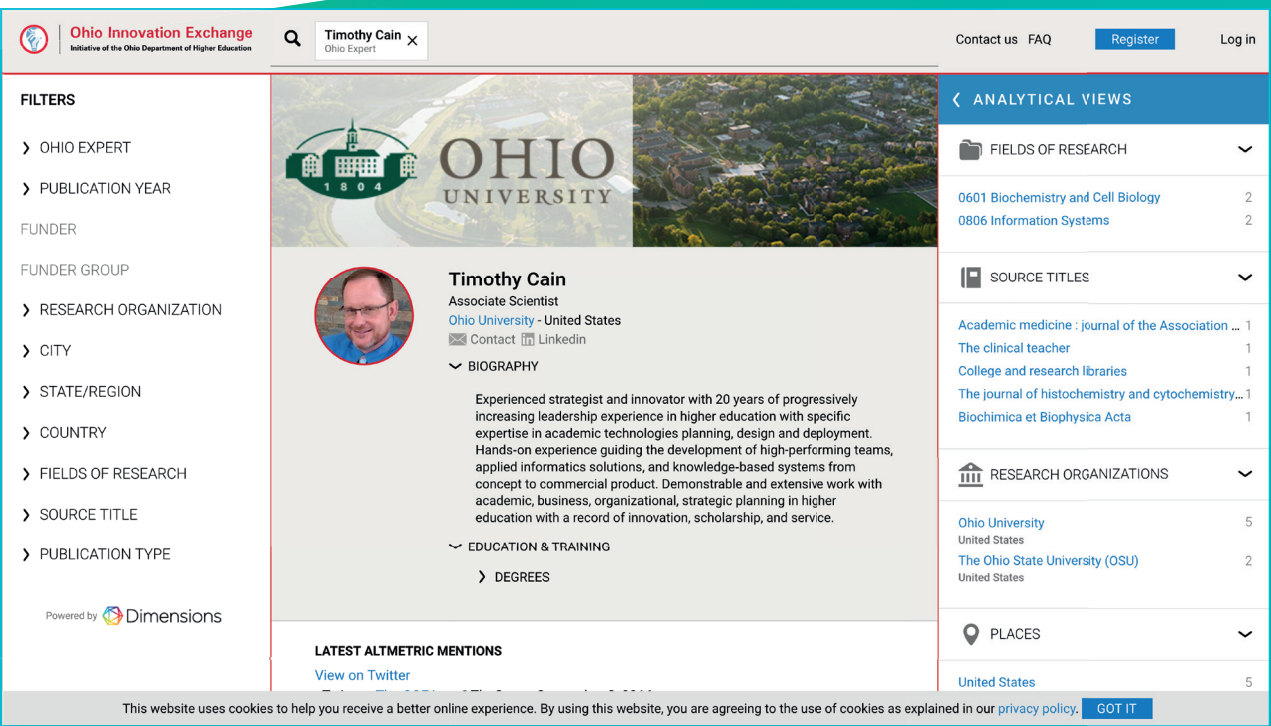 Ohio Innovation Exchange
Initiative of the Ohio Department of Higher Education
Timothy Cain
Ohio Expert
Contact us FAQ Register Log in
FILTERS
OHIO EXPERT
PUBLICATION YEAR
FUNDER
FUNDER GROUP
RESEARCH ORGANIZATION
CITY
STATE/REGION
COUNTRY
FIELDS OF RESEARCH
SOURCE TITLE
PUBLICATION TYPE
Powered by Dimensions
1804
OHIO
UNIVERSITY
Timothy Cain
Associate Scientist
Ohio University - United States
Contact in Linkedin
BIOGRAPHY
Experienced strategist and innovator with 20 years of progressively
increasing leadership experience in higher education with specific
expertise in academic technologies planning, design and deployment.
Hands-on experience guiding the development of high-performing teams,
applied informatics solutions, and knowledge-based systems from
concept to commercial product. Demonstrable and extensive work with
academic, business, organizational, strategic planning in higher
education with a record of innovation, scholarship, and service.
EDUCATION & TRAINING
DEGREES
LATEST ALTMETRIC MENTIONS
View on Twitter
ANALYTICAL VIEWS
FIELDS OF RESEARCH
0601 Biochemistry and Cell Biology 2
0806 Information Systems 2
SOURCE TITLES
Academic medicine : journal of the Association ... 1
The clinical teacher 1
College and research libraries 1
The journal of histochemistry and cytochemistry... 1
Biochimica et Biophysica Acta 1
RESEARCH ORGANIZATIONS
Ohio University 5
United States
The Ohio State University (OSU) 2
United States
PLACES
United States 5
This website uses cookies to help you receive a better online experience. By using this website, you are agreeing to the use of cookies as explained in our privacy policy. GOT IT